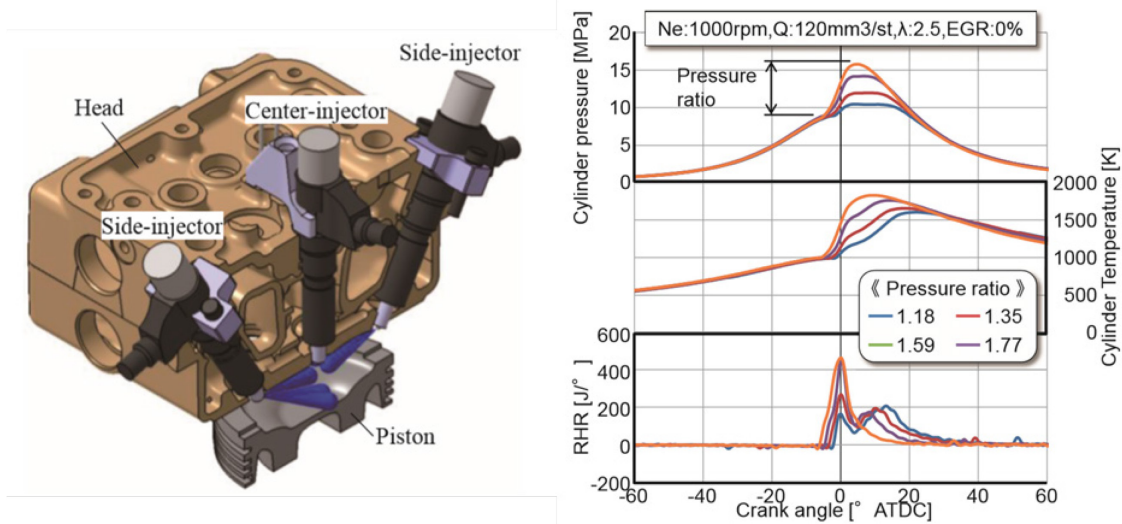 Side-injector
Center-injector
Head
Side-injector
Piston
Ne:1000rpm,Q:120mm3/st,λ:2.5,EGR:0%
Cylinder pressure [MPa]
20
15
10
5
0
Pressure
ratio
Cylinder Temperature [K]
2000
1500
1000
500
0
《 Pressure ratio 》
1.18
1.35
1.59
1.77
RHR [J/°]
600
400
200
0
-200
-60
-40
-20
0
20
40
60
Crank angle [° ATDC]